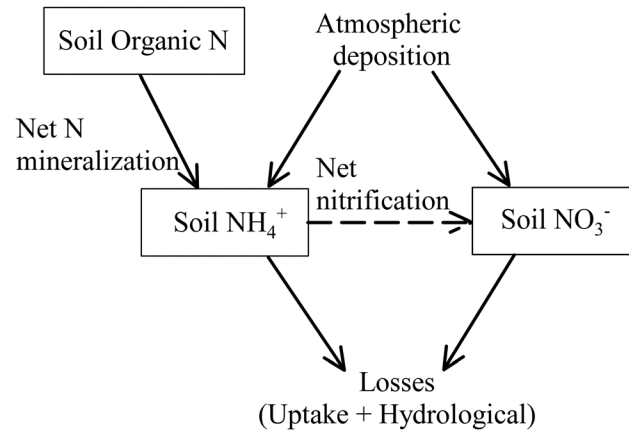 Soil Organic N
Atmospheric
deposition
Net N
mineralization
Net
nitrification
Soil NH₄⁺
Soil NO₃⁻
Losses
(Uptake + Hydrological)